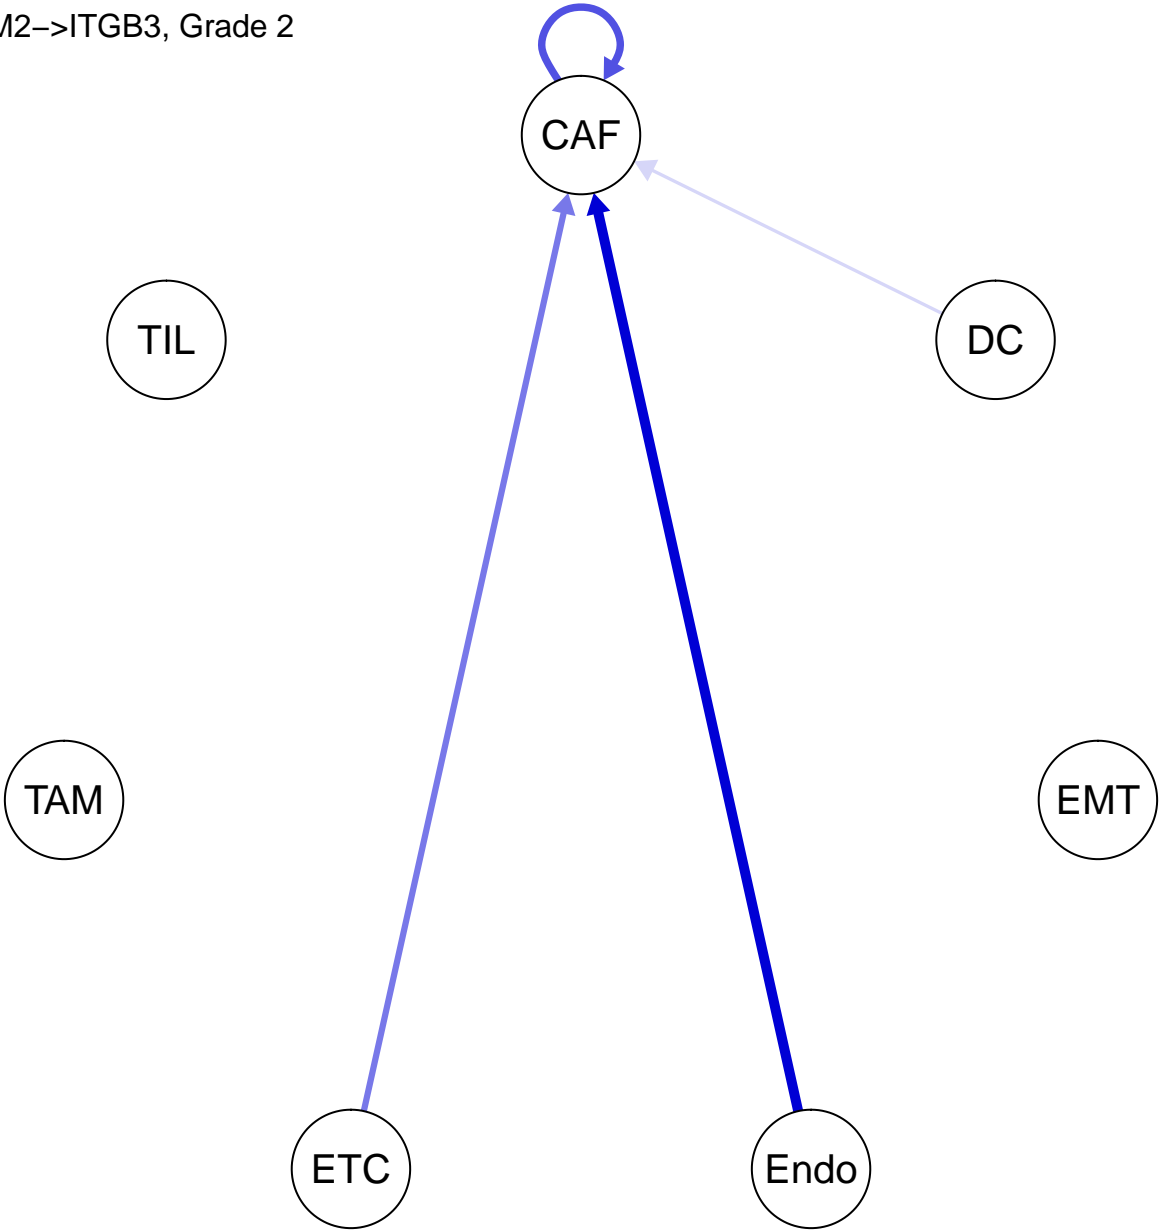 M2−>ITGB3, Grade 2
CAF
TIL
DC
TAM
EMT
ETC
Endo